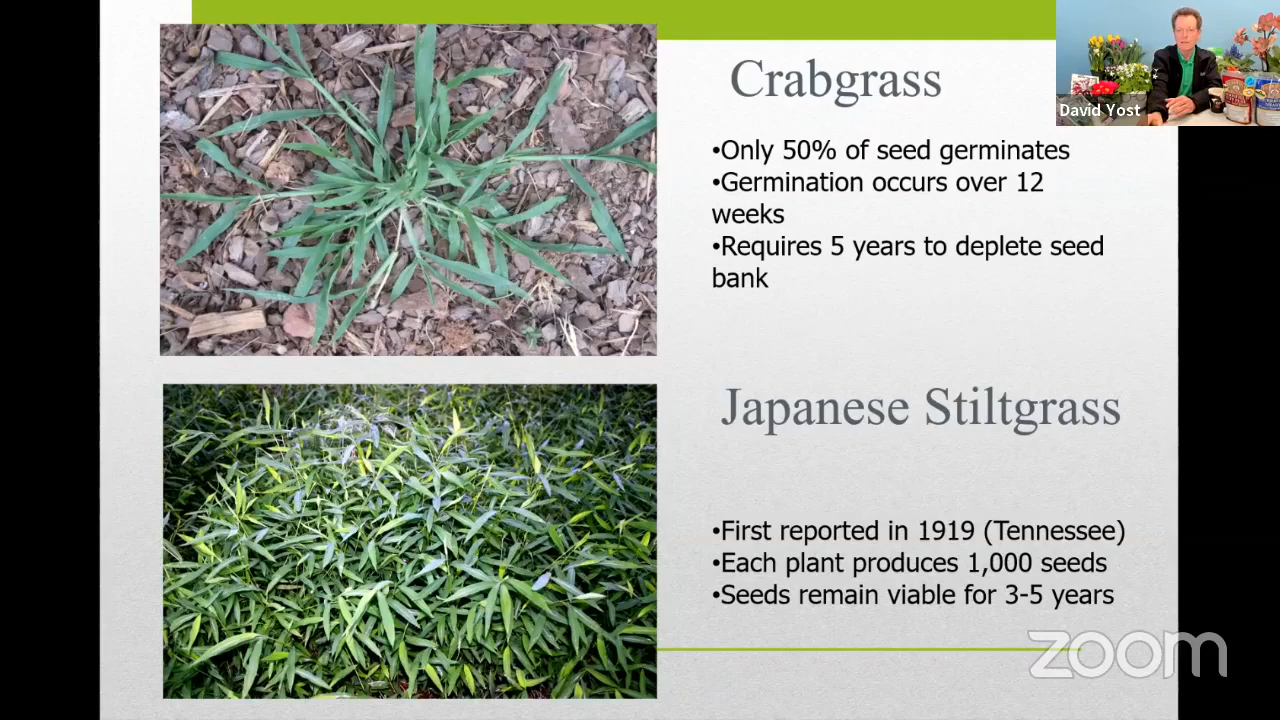 Crabgrass
David Yost
•Only 50% of seed germinates
•Germination occurs over 12
weeks
•Requires 5 years to deplete seed
bank
Japanese Stiltgrass
•First reported in 1919 (Tennessee)
•Each plant produces 1,000 seeds
•Seeds remain viable for 3-5 years
zoom